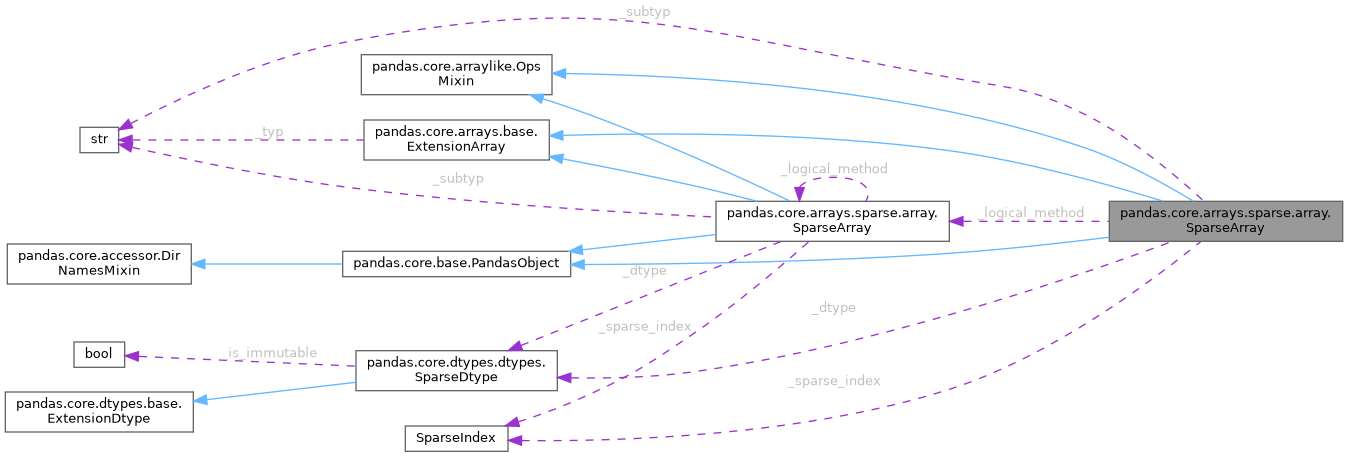 _subtyp
pandas.core.arraylike.Ops
Mixin
pandas.core.arrays.base.
ExtensionArray
_typ
str
_logical_method
_subtyp
pandas.core.arrays.sparse.array.
SparseArray
_logical_method
pandas.core.arrays.sparse.array.
SparseArray
pandas.core.accessor.Dir
NamesMixin
pandas.core.base.PandasObject
_dtype
_dtype
_sparse_index
bool
_is_immutable
pandas.core.dtypes.dtypes.
SparseDtype
_sparse_index
pandas.core.dtypes.base.
ExtensionDtype
SparseIndex